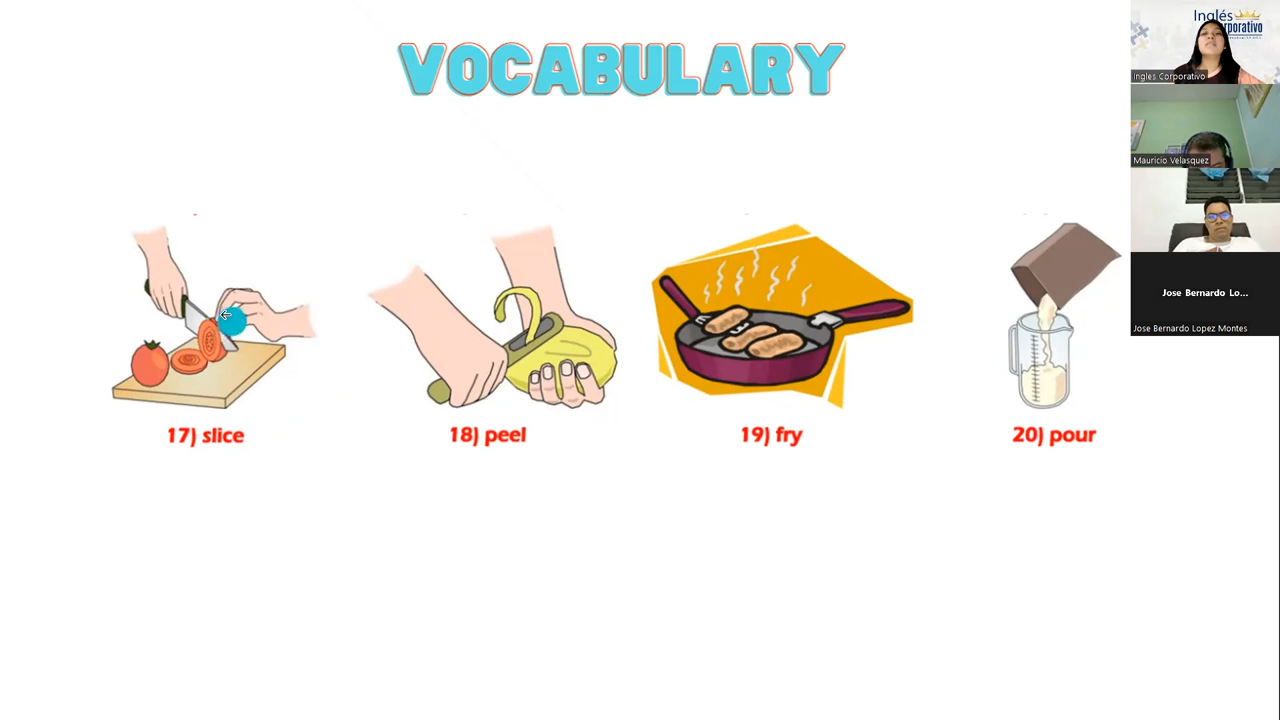 VOCABULARY
17) slice
18) peel
19) fry
20) pour
Inglés
Ingles Corporativo
Mauricio Velasquez
Jose Bernardo Lo...
Jose Bernardo Lopez Montes